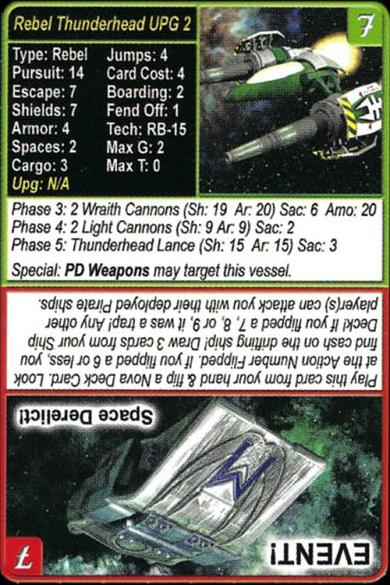 Rebel Thunderhead UPG 2
7
Type: Rebel Jumps: 4
Pursuit: 14 Card Cost: 4
Escape: 7 Boarding: 2
Shields: 7 Fend Off: 1
Armor: 4 Tech: RB-15
Spaces: 2 Max G: 2
Cargo: 3 Max T: 0
Upg: N/A
Phase 3: 2 Wraith Cannons (Sh: 19 Ar: 20) Sac: 6 Amo: 20
Phase 4: 2 Light Cannons (Sh: 9 Ar: 9) Sac: 2
Phase 5: Thunderhead Lance (Sh: 15 Ar: 15) Sac: 3
Special: PD Weapons may target this vessel.
EVENT!
7
Space Derelict!
Play this card from your hand & flip a Nova Deck Card. Look
at the Action Number Flipped. If you flipped a 6 or less, you
find cash on the drifting ship! Draw 3 cards from your Ship
Deck! If you flipped a 7, 8, or 9, it was a trap! Any other
player(s) can attack you with their deployed Pirate ships.